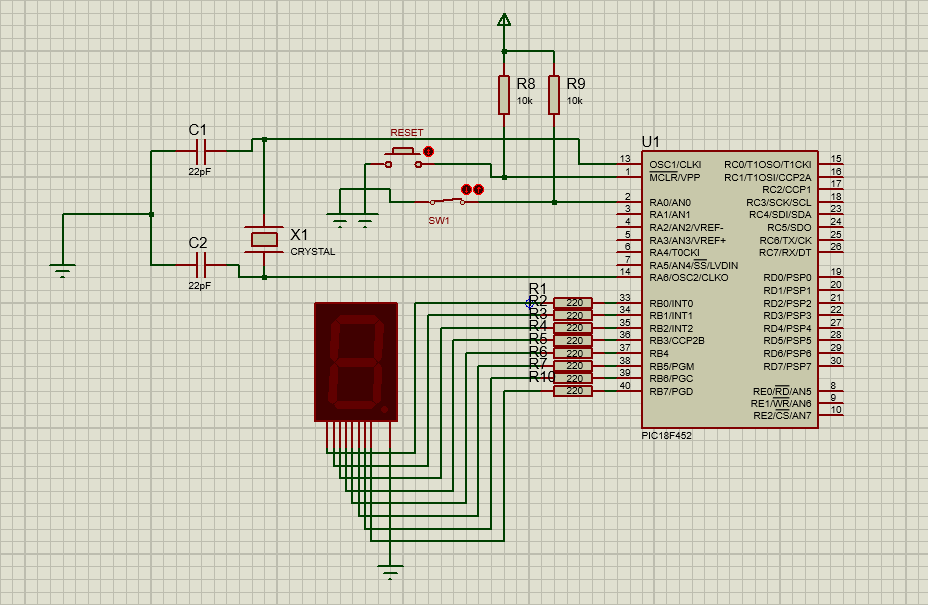 R8
10k
R9
10k
C1
22pF
RESET
SW1
X1
CRYSTAL
C2
22pF
U1
13 OSC1/CLKI RC0/T1OSO/T1CKI 15
1 MCLR/VPP RC1/T1OSI/CCP2A 16
RC2/CCP1 17
2 RA0/AN0 RC3/SCK/SCL 18
3 RA1/AN1 RC4/SDI/SDA 23
4 RA2/AN2/VREF- RC5/SDO 24
5 RA3/AN3/VREF+ RC6/TX/CK 25
6 RA4/T0CKI RC7/RX/DT 26
7 RA5/AN4/SS/LVDIN
14 RA6/OSC2/CLKO RD0/PSP0 19
RD1/PSP1 20
R1 220 33 RB0/INT0 RD2/PSP2 21
R2 220 34 RB1/INT1 RD3/PSP3 22
R3 220 35 RB2/INT2 RD4/PSP4 27
R4 220 36 RB3/CCP2B RD5/PSP5 28
R5 220 37 RB4 RD6/PSP6 29
R6 220 38 RB5/PGM RD7/PSP7 30
R7 220 39 RB6/PGC
R10 220 40 RB7/PGD RE0/RD/AN5 8
RE1/WR/AN6 9
RE2/CS/AN7 10
PIC18F452